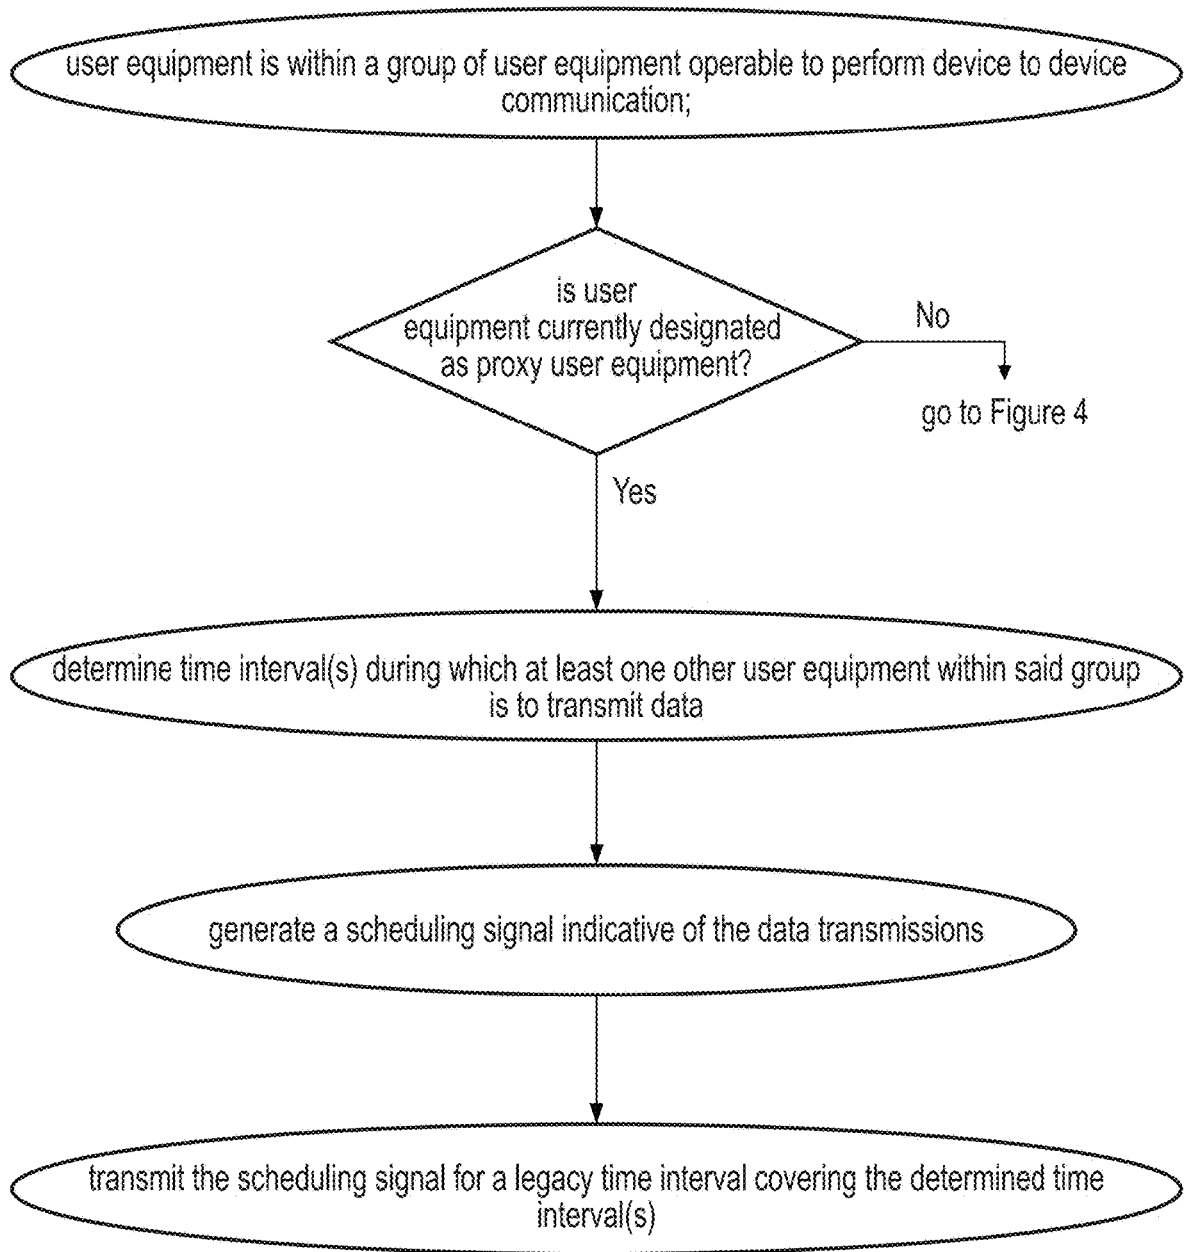 user equipment is within a group of user equipment operable to perform device to device
communication;
is user
equipment currently designated
as proxy user equipment?
No
go to Figure 4
Yes
determine time interval(s) during which at least one other user equipment within said group
is to transmit data
generate a scheduling signal indicative of the data transmissions
transmit the scheduling signal for a legacy time interval covering the determined time
interval(s)